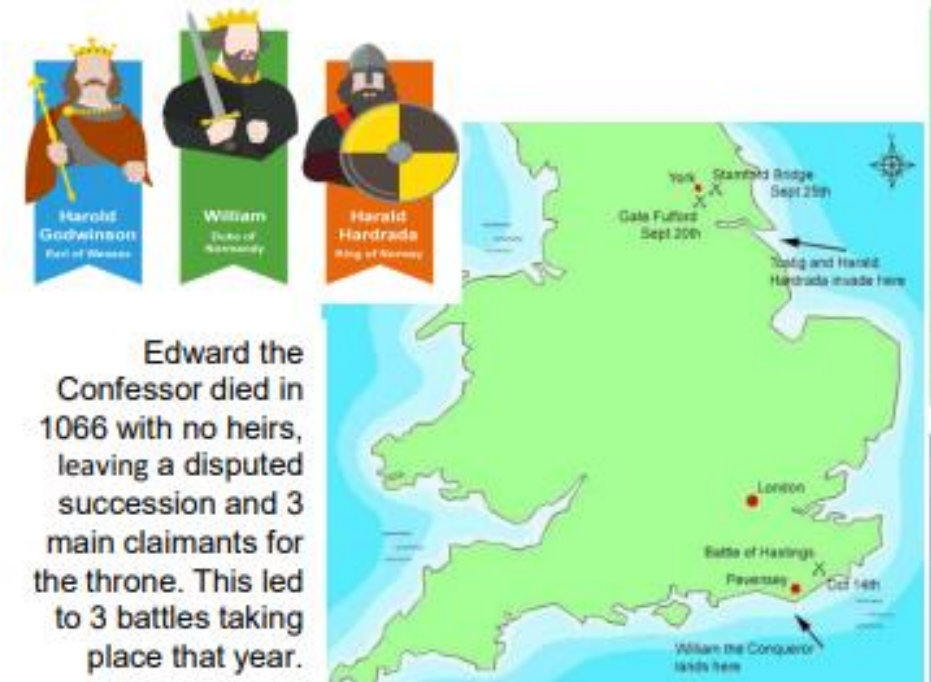 Harold
Godwinson
Earl of Wessex
William
Duke of
Normandy
Harald
Hardrada
King of Norway
Edward the
Confessor died in
1066 with no heirs,
leaving a disputed
succession and 3
main claimants for
the throne. This led
to 3 battles taking
place that year.
York
Stamford Bridge
Sept 25th
Gate Fulford
Sept 20th
Tostig and Harald
Hardrada invade here
London
Battle of Hastings
Oct 14th
Pevensey
William the Conqueror
lands here